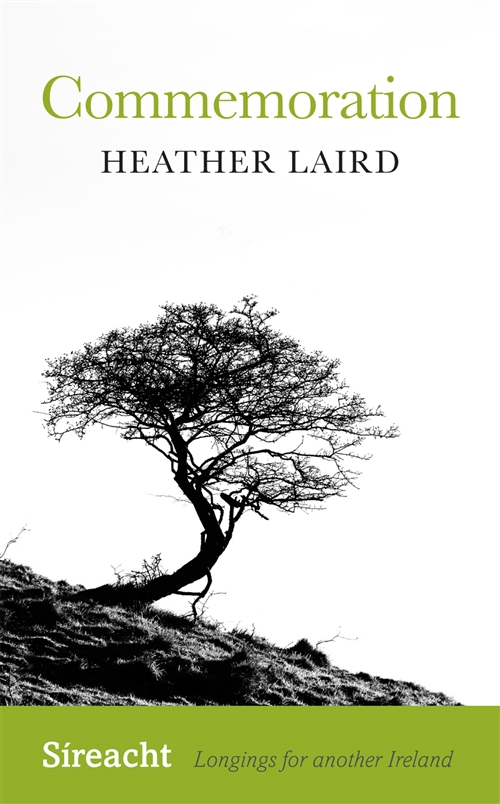 Commemoration
HEATHER LAIRD
Síreacht Longings for another Ireland